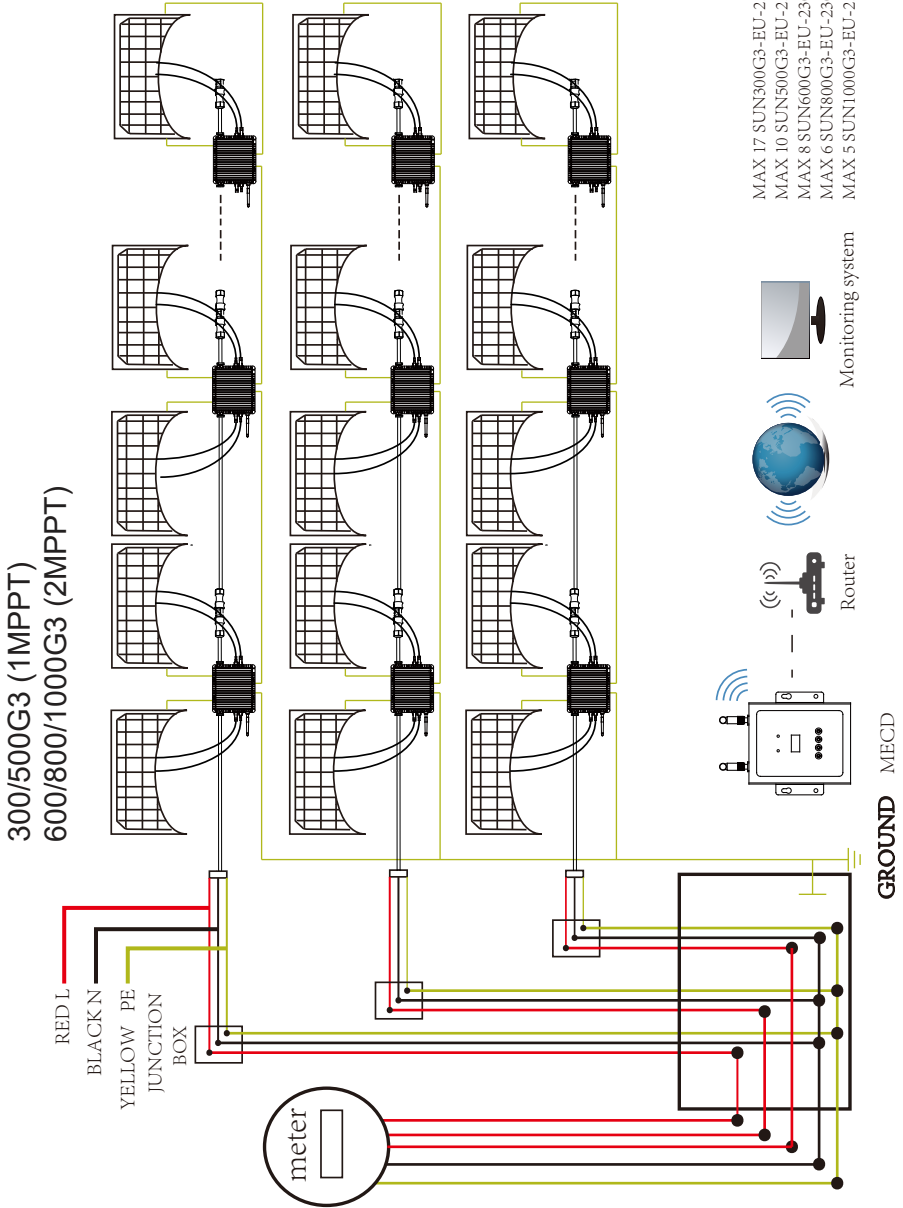 300/500G3 (1MPPT)
600/800/1000G3 (2MPPT)
RED L
BLACK N
YELLOW PE
JUNCTION
BOX
meter
GROUND
MECD
Router
Monitoring system
MAX 17 SUN300G3-EU-2
MAX 10 SUN500G3-EU-2
MAX 8 SUN600G3-EU-23
MAX 6 SUN800G3-EU-23
MAX 5 SUN1000G3-EU-2